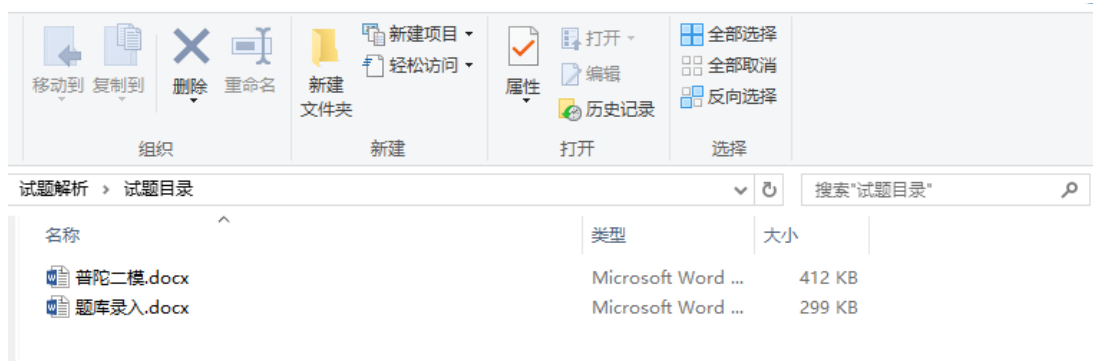 移动到 复制到 删除 重命名 新建文件夹 新建项目 轻松访问 属性 打开 编辑 历史记录 全部选择 全部取消 反向选择
组织 新建 打开 选择
试题解析 › 试题目录 搜索"试题目录"
名称 类型 大小
普陀二模.docx Microsoft Word ... 412 KB
题库录入.docx Microsoft Word ... 299 KB